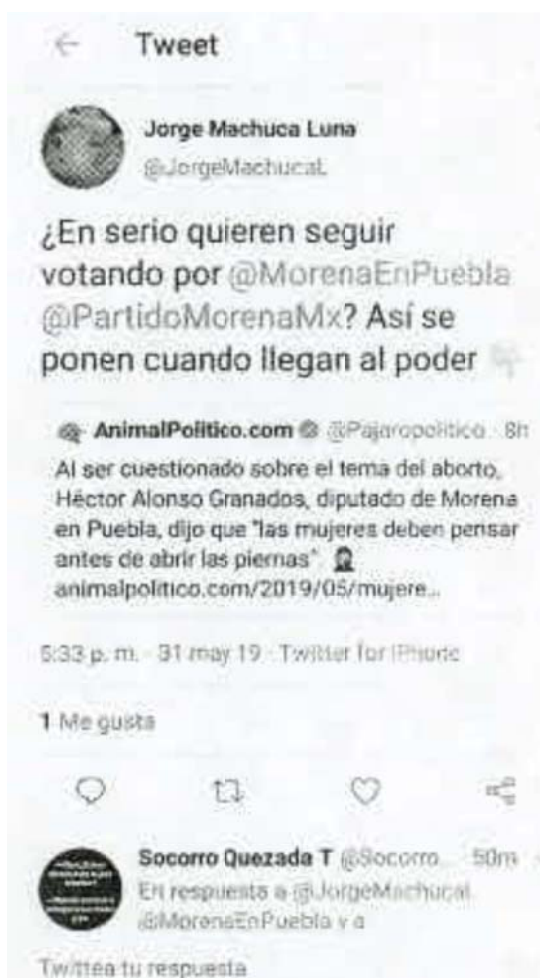 Tweet
Jorge Machuca Luna
@JorgeMachucaL
¿En serio quieren seguir
votando por @MorenaEnPuebla
@PartidoMorenaMx? Así se
ponen cuando llegan al poder
AnimalPolitico.com @Pajaropolitico · 8h
Al ser cuestionado sobre el tema del aborto,
Héctor Alonso Granados, diputado de Morena
en Puebla, dijo que "las mujeres deben pensar
antes de abrir las piernas"
animalpolitico.com/2019/05/mujere...
5:33 p. m. · 31 may 19 · Twitter for iPhone
1 Me gusta
Socorro Quezada T @Socorro... 50m
En respuesta a @JorgeMachucaL
@MorenaEnPuebla y a
Twittea tu respuesta